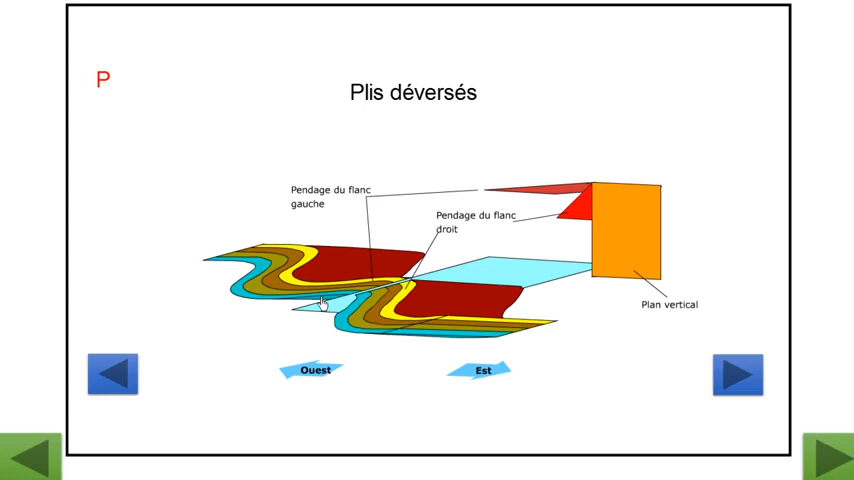 P
Plis déversés
Pendage du flanc
gauche
Pendage du flanc
droit
Plan vertical
Ouest
Est